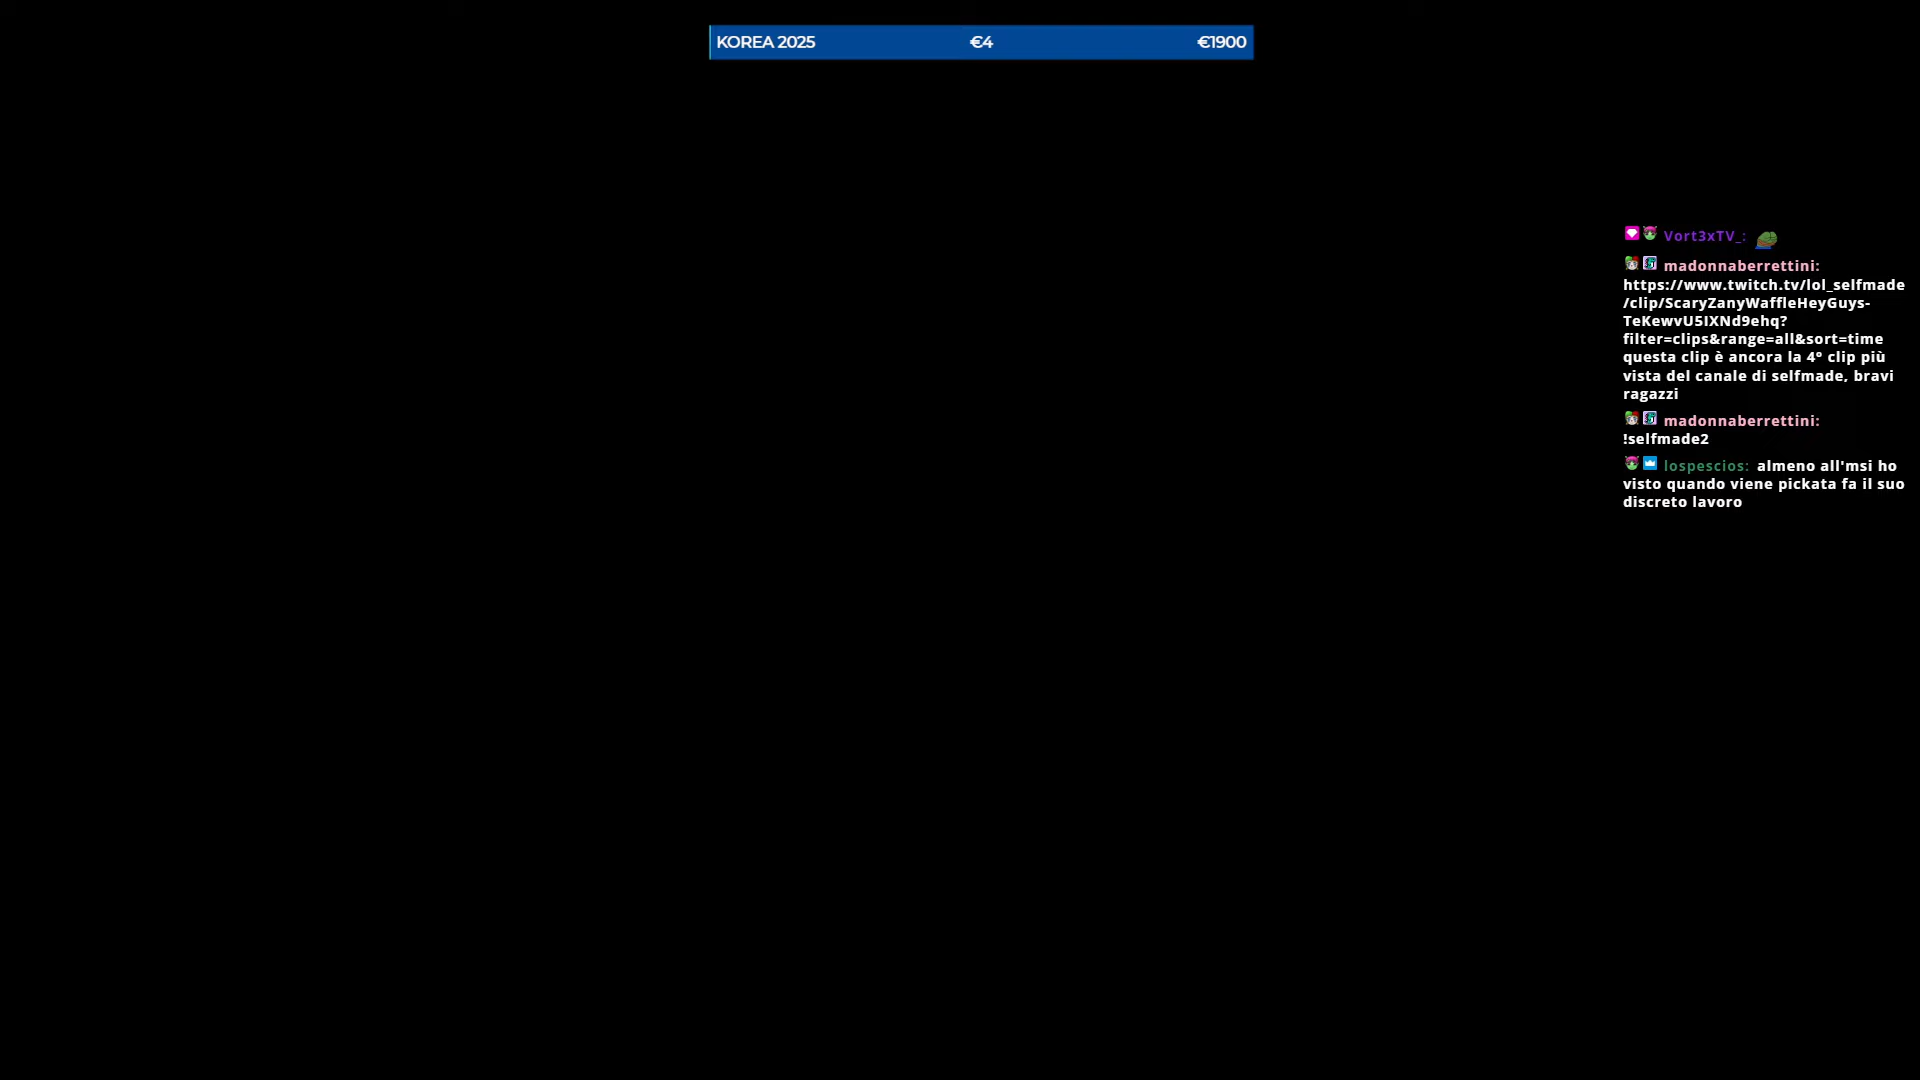 KOREA 2025 €4 €1900
Vort3xTV_:
madonnaberrettini:
https://www.twitch.tv/lol_selfmade
/clip/ScaryZanyWaffleHeyGuys-
TeKewvU5IXNd9ehq?
filter=clips&range=all&sort=time
questa clip è ancora la 4° clip più
vista del canale di selfmade, bravi
ragazzi
madonnaberrettini:
!selfmade2
lospescios: almeno all'msi ho
visto quando viene pickata fa il suo
discreto lavoro